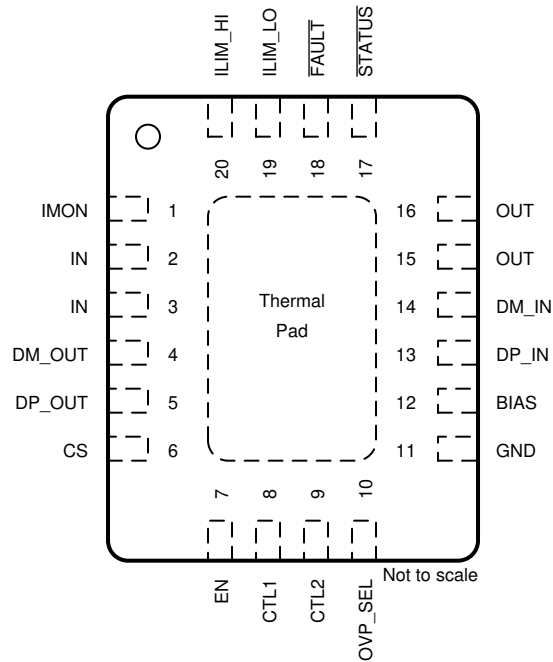 ILIM_HI
ILIM_LO
FAULT
STATUS
20
19
18
17
IMON 1
IN 2
IN 3
DM_OUT 4
DP_OUT 5
CS 6
Thermal
Pad
16 OUT
15 OUT
14 DM_IN
13 DP_IN
12 BIAS
11 GND
7
8
9
10
EN
CTL1
CTL2
OVP_SEL
Not to scale